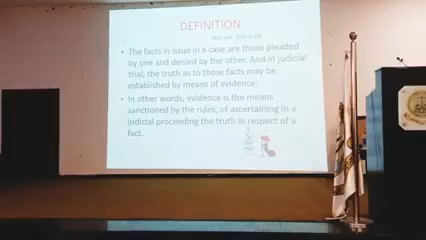 DEFINITION
The facts in issue in a case are those pleaded
by one and denied by the other. And in judicial
trial, the truth as to those facts may be
established by means of evidence.
In other words, evidence is the means
sanctioned by the rules, of ascertaining in a
judicial proceeding the truth in respect of a
fact.